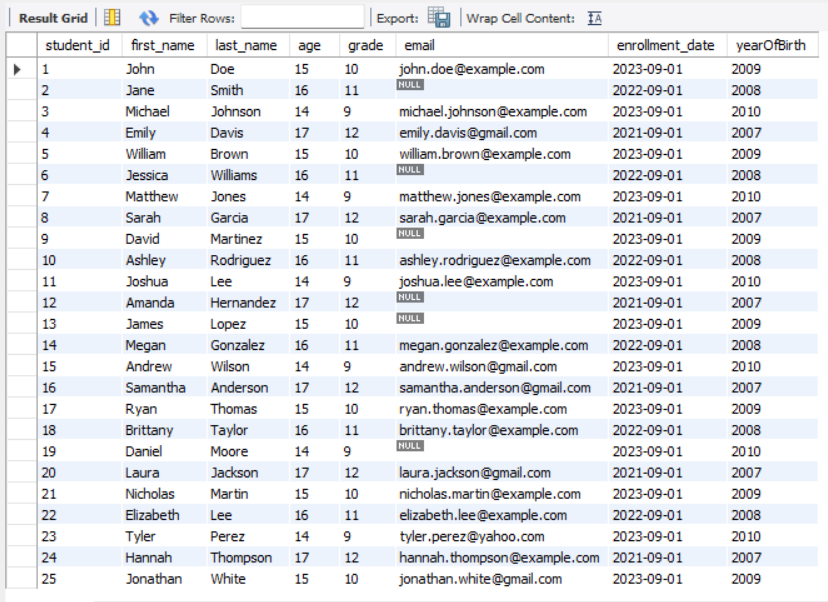 Result Grid Filter Rows: Export: Wrap Cell Content: IA
student_id first_name last_name age grade email enrollment_date yearOfBirth
1 John Doe 15 10 john.doe@example.com 2023-09-01 2009
2 Jane Smith 16 11 NULL 2022-09-01 2008
3 Michael Johnson 14 9 michael.johnson@example.com 2023-09-01 2010
4 Emily Davis 17 12 emily.davis@gmail.com 2021-09-01 2007
5 William Brown 15 10 william.brown@example.com 2023-09-01 2009
6 Jessica Williams 16 11 NULL 2022-09-01 2008
7 Matthew Jones 14 9 matthew.jones@example.com 2023-09-01 2010
8 Sarah Garcia 17 12 sarah.garcia@example.com 2021-09-01 2007
9 David Martinez 15 10 NULL 2023-09-01 2009
10 Ashley Rodriguez 16 11 ashley.rodriguez@example.com 2022-09-01 2008
11 Joshua Lee 14 9 joshua.lee@example.com 2023-09-01 2010
12 Amanda Hernandez 17 12 NULL 2021-09-01 2007
13 James Lopez 15 10 NULL 2023-09-01 2009
14 Megan Gonzalez 16 11 megan.gonzalez@example.com 2022-09-01 2008
15 Andrew Wilson 14 9 andrew.wilson@gmail.com 2023-09-01 2010
16 Samantha Anderson 17 12 samantha.anderson@gmail.com 2021-09-01 2007
17 Ryan Thomas 15 10 ryan.thomas@example.com 2023-09-01 2009
18 Brittany Taylor 16 11 brittany.taylor@example.com 2022-09-01 2008
19 Daniel Moore 14 9 NULL 2023-09-01 2010
20 Laura Jackson 17 12 laura.jackson@gmail.com 2021-09-01 2007
21 Nicholas Martin 15 10 nicholas.martin@example.com 2023-09-01 2009
22 Elizabeth Lee 16 11 elizabeth.lee@example.com 2022-09-01 2008
23 Tyler Perez 14 9 tyler.perez@yahoo.com 2023-09-01 2010
24 Hannah Thompson 17 12 hannah.thompson@example.com 2021-09-01 2007
25 Jonathan White 15 10 jonathan.white@gmail.com 2023-09-01 2009